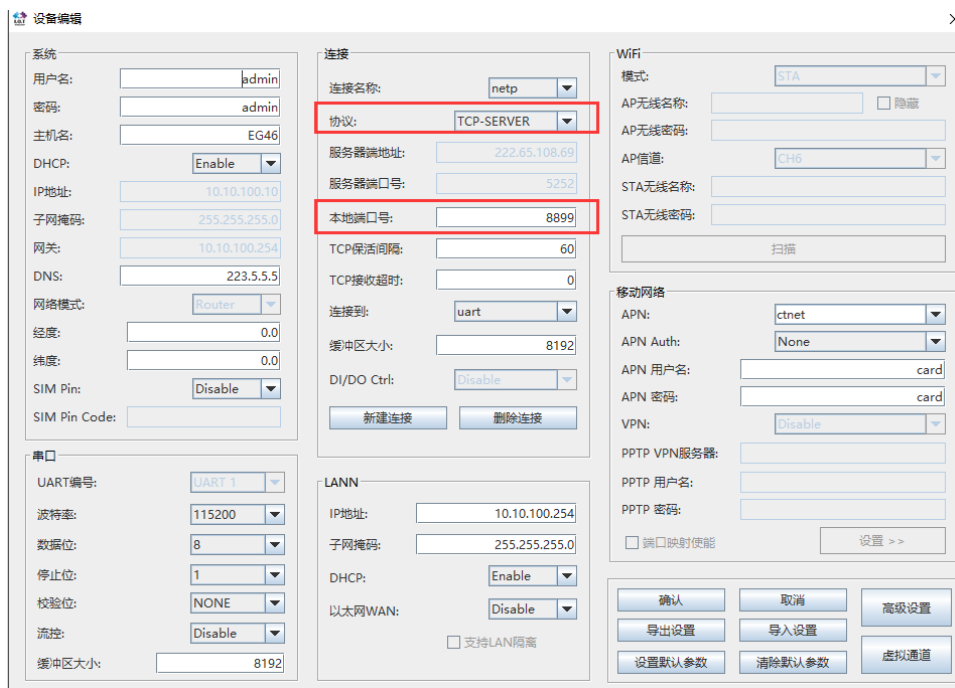 设备编辑
系统
用户名: admin
密码: admin
主机名: EG46
DHCP: Enable
IP地址: 10.10.100.10
子网掩码: 255.255.255.0
网关: 10.10.100.254
DNS: 223.5.5.5
网络模式: Router
经度: 0.0
纬度: 0.0
SIM Pin: Disable
SIM Pin Code:
串口
UART编号: UART 1
波特率: 115200
数据位: 8
停止位: 1
校验位: NONE
流控: Disable
缓冲区大小: 8192
连接
连接名称: netp
协议: TCP-SERVER
服务器端地址: 222.65.108.69
服务器端口号: 5252
本地端口号: 8899
TCP保活间隔: 60
TCP接收超时: 0
连接到: uart
缓冲区大小: 8192
DI/DO Ctrl: Disable
新建连接 删除连接
LANN
IP地址: 10.10.100.254
子网掩码: 255.255.255.0
DHCP: Enable
以太网WAN: Disable
支持LAN隔离
WiFi
模式: STA
AP无线名称: 隐藏
AP无线密码:
AP信道: CH6
STA无线名称:
STA无线密码:
扫描
移动网络
APN: ctnet
APN Auth: None
APN 用户名: card
APN 密码: card
VPN: Disable
PPTP VPN服务器:
PPTP 用户名:
PPTP 密码:
端口映射使能 设置 >>
确认 取消 高级设置
导出设置 导入设置
设置默认参数 清除默认参数 虚拟通道